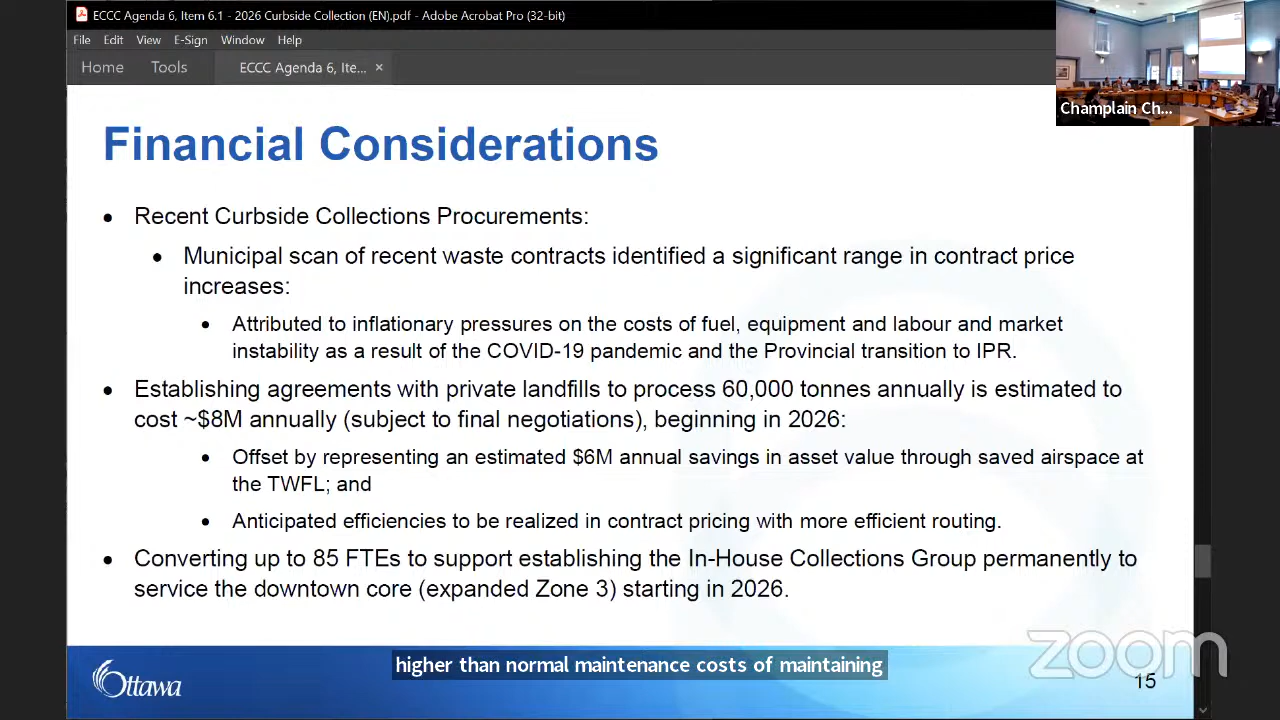 ECCC Agenda 6, Item 6.1 - 2026 Curbside Collection (EN).pdf - Adobe Acrobat Pro (32-bit)
File Edit View E-Sign Window Help
Home Tools ECCC Agenda 6, Ite... ×
Champlain Ch...
Financial Considerations
• Recent Curbside Collections Procurements:
• Municipal scan of recent waste contracts identified a significant range in contract price
increases:
• Attributed to inflationary pressures on the costs of fuel, equipment and labour and market
instability as a result of the COVID-19 pandemic and the Provincial transition to IPR.
• Establishing agreements with private landfills to process 60,000 tonnes annually is estimated to
cost ~$8M annually (subject to final negotiations), beginning in 2026:
• Offset by representing an estimated $6M annual savings in asset value through saved airspace at
the TWFL; and
• Anticipated efficiencies to be realized in contract pricing with more efficient routing.
• Converting up to 85 FTEs to support establishing the In-House Collections Group permanently to
service the downtown core (expanded Zone 3) starting in 2026.
zoom
higher than normal maintenance costs of maintaining
Ottawa
15